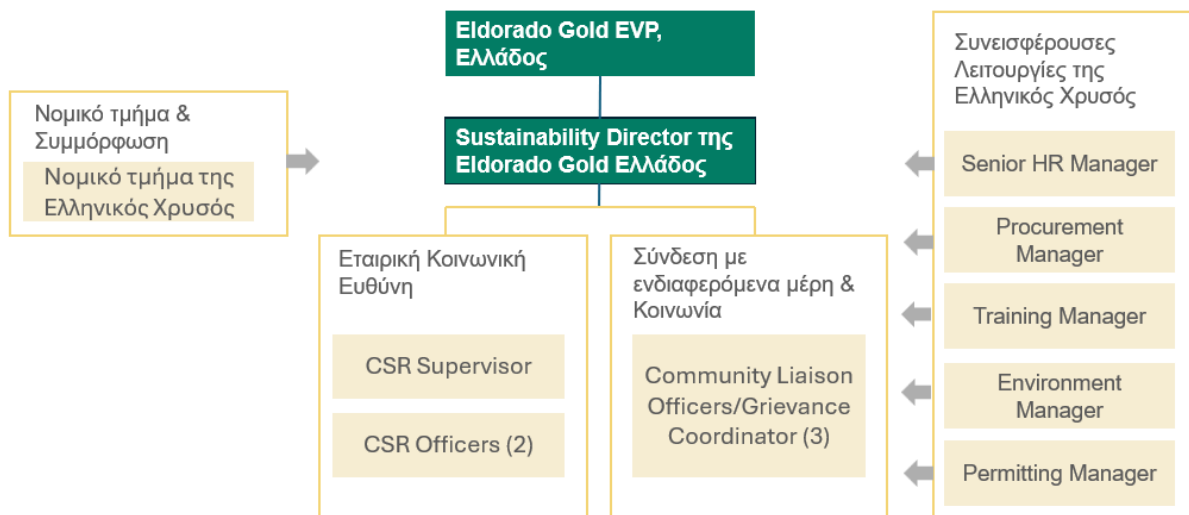 Eldorado Gold EVP,
Ελλάδος
Sustainability Director της
Eldorado Gold Ελλάδος
Νομικό τμήμα &
Συμμόρφωση
Νομικό τμήμα της
Ελληνικός Χρυσός
Εταιρική Κοινωνική
Ευθύνη
CSR Supervisor
CSR Officers (2)
Σύνδεση με
ενδιαφερόμενα μέρη &
Κοινωνία
Community Liaison
Officers/Grievance
Coordinator (3)
Συνεισφέρουσες
Λειτουργίες της
Ελληνικός Χρυσός
Senior HR Manager
Procurement
Manager
Training Manager
Environment
Manager
Permitting Manager